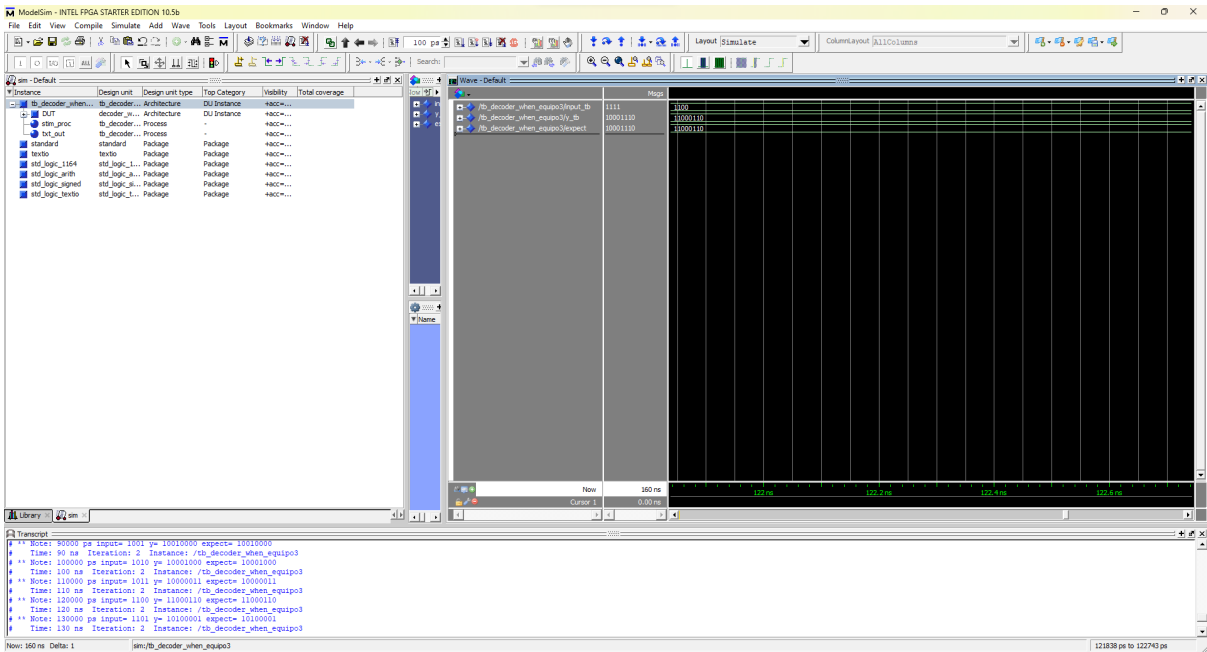 ModelSim - INTEL FPGA STARTER EDITION 10.5b
File Edit View Compile Simulate Add Wave Tools Layout Bookmarks Window Help
100 ps
Layout Simulate
ColumnLayout AllColumns
Search:
sim - Default
Wave - Default
Instance Design unit Design unit type Top Category Visibility Total coverage
Msgs
tb_decoder_when... tb_decoder... Architecture DU Instance +acc=...
DUT decoder_w... Architecture DU Instance +acc=...
stim_proc tb_decoder... Process - +acc=...
txt_out tb_decoder... Process - +acc=...
standard standard Package Package +acc=...
textio textio Package Package +acc=...
std_logic_1164 std_logic_1... Package Package +acc=...
std_logic_arith std_logic_a... Package Package +acc=...
std_logic_signed std_logic_si... Package Package +acc=...
std_logic_textio std_logic_t... Package Package +acc=...
/tb_decoder_when_equipo3/input_tb 1111 1100
/tb_decoder_when_equipo3/y_tb 10001110 11000110
/tb_decoder_when_equipo3/expect 10001110 11000110
Name
Now 160 ns
Cursor 1 0.00 ns
122 ns 122.2 ns 122.4 ns 122.6 ns
Library sim
Transcript
# ** Note: 90000 ps input= 1001 y= 10010000 expect= 10010000
# Time: 90 ns Iteration: 2 Instance: /tb_decoder_when_equipo3
# ** Note: 100000 ps input= 1010 y= 10001000 expect= 10001000
# Time: 100 ns Iteration: 2 Instance: /tb_decoder_when_equipo3
# ** Note: 110000 ps input= 1011 y= 10000011 expect= 10000011
# Time: 110 ns Iteration: 2 Instance: /tb_decoder_when_equipo3
# ** Note: 120000 ps input= 1100 y= 11000110 expect= 11000110
# Time: 120 ns Iteration: 2 Instance: /tb_decoder_when_equipo3
# ** Note: 130000 ps input= 1101 y= 10100001 expect= 10100001
# Time: 130 ns Iteration: 2 Instance: /tb_decoder_when_equipo3
Now: 160 ns Delta: 1 sim:/tb_decoder_when_equipo3 121838 ps to 122743 ps